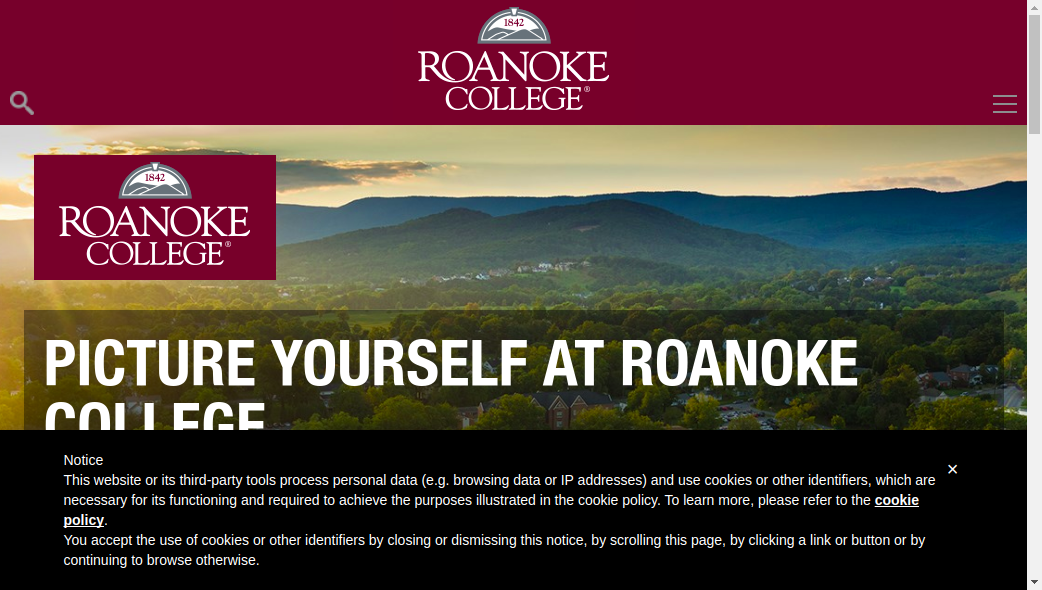 1842
ROANOKE
COLLEGE®
1842
ROANOKE
COLLEGE®
PICTURE YOURSELF AT ROANOKE
COLLEGE
Notice
×
This website or its third-party tools process personal data (e.g. browsing data or IP addresses) and use cookies or other identifiers, which are
necessary for its functioning and required to achieve the purposes illustrated in the cookie policy. To learn more, please refer to the cookie
policy.
You accept the use of cookies or other identifiers by closing or dismissing this notice, by scrolling this page, by clicking a link or button or by
continuing to browse otherwise.